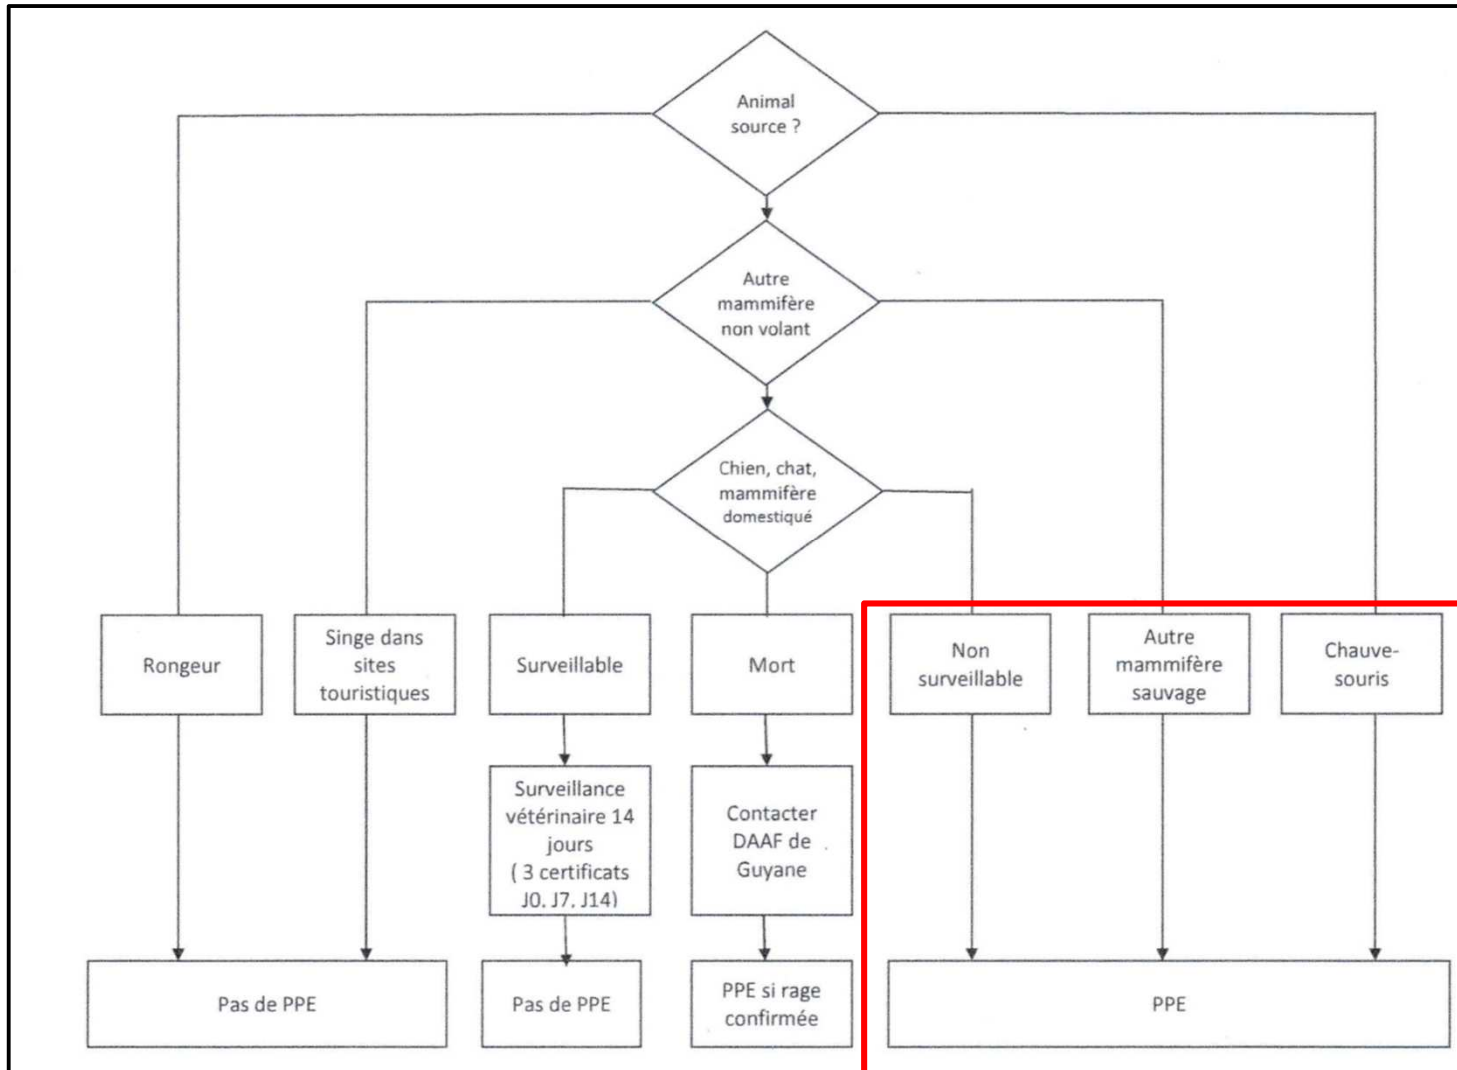 Animal
source ?
Autre
mammifère
non volant
Chien, chat,
mammifère
domestiqué
Rongeur
Singe dans
sites
touristiques
Surveillable
Mort
Non
surveillable
Autre
mammifère
sauvage
Chauve-
souris
Surveillance
vétérinaire 14
jours
( 3 certificats
J0, J7, J14)
Contacter
DAAF de
Guyane
Pas de PPE
Pas de PPE
PPE si rage
confirmée
PPE